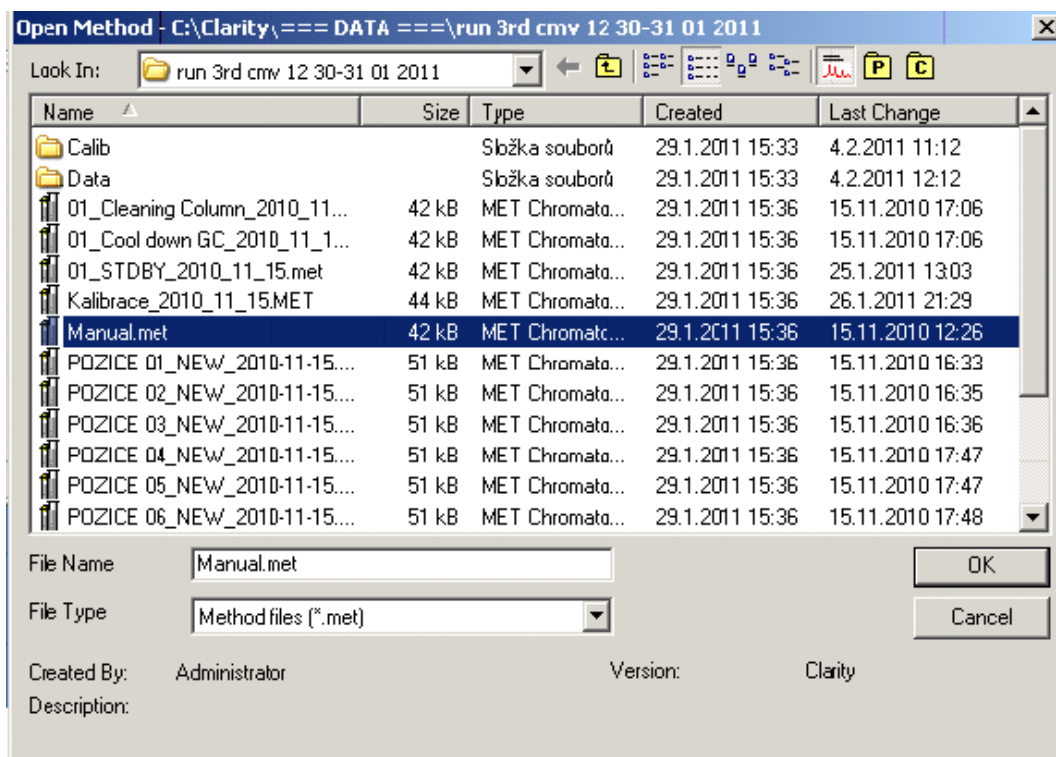 Open Method - C:\Clarity\=== DATA ===\run 3rd cmv 12 30-31 01 2011
Look In: run 3rd cmv 12 30-31 01 2011 P C
Name Size Type Created Last Change
Calib Složka souborů 29.1.2011 15:33 4.2.2011 11:12
Data Složka souborů 29.1.2011 15:33 4.2.2011 12:12
01_Cleaning Column_2010_11... 42 kB MET Chromato... 29.1.2011 15:36 15.11.2010 17:06
01_Cool down GC_2010_11_1... 42 kB MET Chromato... 29.1.2011 15:36 15.11.2010 17:06
01_STDBY_2010_11_15.met 42 kB MET Chromato... 29.1.2011 15:36 25.1.2011 13:03
Kalibrace_2010_11_15.MET 44 kB MET Chromato... 29.1.2011 15:36 26.1.2011 21:29
Manual.met 42 kB MET Chromato... 29.1.2011 15:36 15.11.2010 12:26
POZICE 01_NEW_2010-11-15.... 51 kB MET Chromato... 29.1.2011 15:36 15.11.2010 16:33
POZICE 02_NEW_2010-11-15.... 51 kB MET Chromato... 29.1.2011 15:36 15.11.2010 16:35
POZICE 03_NEW_2010-11-15.... 51 kB MET Chromato... 29.1.2011 15:36 15.11.2010 16:36
POZICE 04_NEW_2010-11-15.... 51 kB MET Chromato... 29.1.2011 15:36 15.11.2010 17:47
POZICE 05_NEW_2010-11-15.... 51 kB MET Chromato... 29.1.2011 15:36 15.11.2010 17:47
POZICE 06_NEW_2010-11-15.... 51 kB MET Chromato... 29.1.2011 15:36 15.11.2010 17:48
File Name Manual.met OK
File Type Method files (*.met) Cancel
Created By: Administrator Version: Clarity
Description: